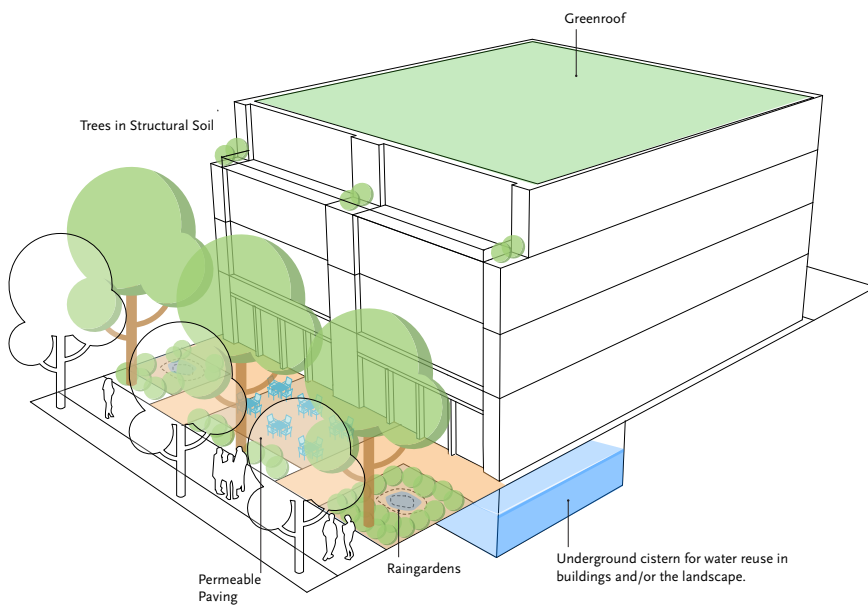 Greenroof
Trees in Structural Soil
Permeable
Paving
Raingardens
Underground cistern for water reuse in
buildings and/or the landscape.